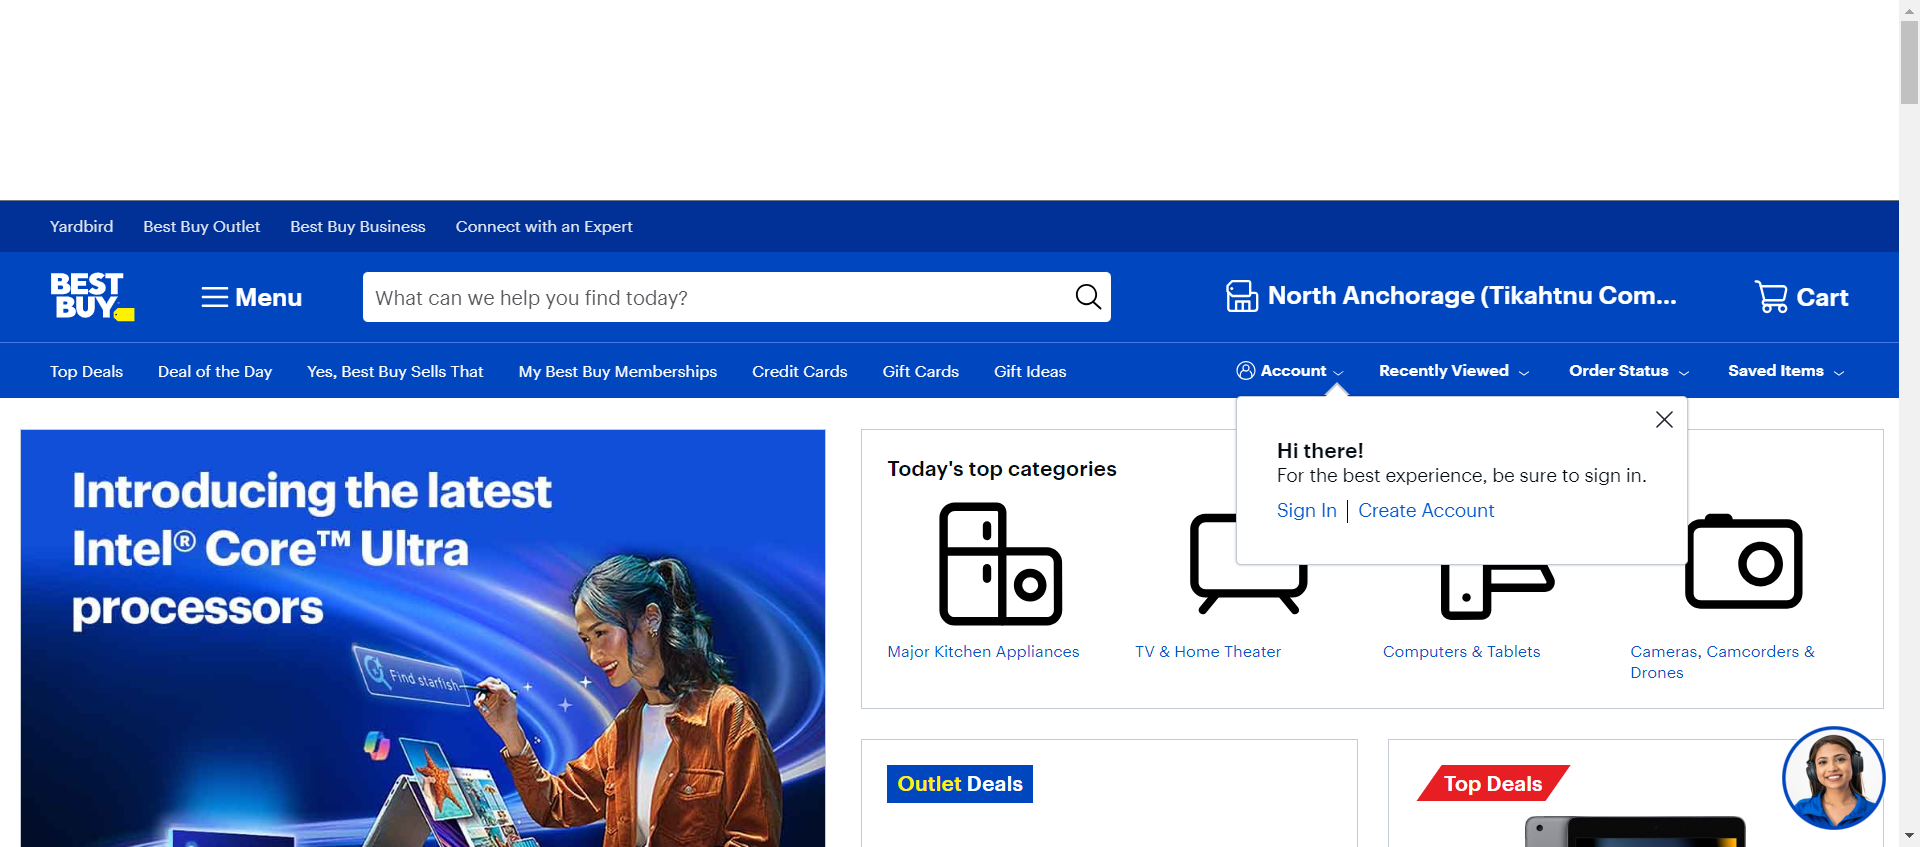 Yardbird Best Buy Outlet Best Buy Business Connect with an Expert
BEST
BUY
Menu
What can we help you find today?
North Anchorage (Tikahtnu Com...
Cart
Top Deals Deal of the Day Yes, Best Buy Sells That My Best Buy Memberships Credit Cards Gift Cards Gift Ideas
Account Recently Viewed Order Status Saved Items
Hi there!
For the best experience, be sure to sign in.
Sign In | Create Account
Introducing the latest
Intel® Core™ Ultra
processors
Find starfish
Today's top categories
Major Kitchen Appliances
TV & Home Theater
Computers & Tablets
Cameras, Camcorders &
Drones
Outlet Deals
Top Deals